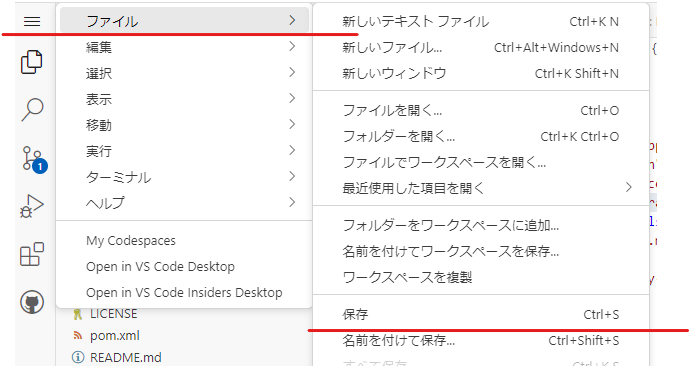 ファイル
編集
選択
表示
移動
実行
ターミナル
ヘルプ
My Codespaces
Open in VS Code Desktop
Open in VS Code Insiders Desktop
新しいテキスト ファイル Ctrl+K N
新しいファイル... Ctrl+Alt+Windows+N
新しいウィンドウ Ctrl+K Shift+N
ファイルを開く... Ctrl+O
フォルダーを開く... Ctrl+K Ctrl+O
ファイルでワークスペースを開く...
最近使用した項目を開く
フォルダーをワークスペースに追加...
名前を付けてワークスペースを保存...
ワークスペースを複製
保存 Ctrl+S
名前を付けて保存... Ctrl+Shift+S
すべて保存 Ctrl+K S
1
LICENSE
pom.xml
README.md